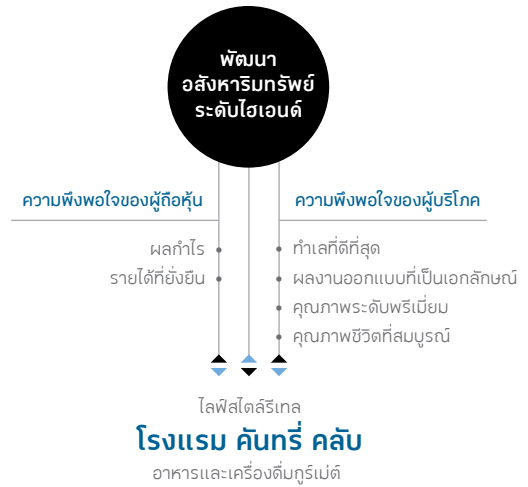 พัฒนา
อสังหาริมทรัพย์
ระดับไฮเอนด์
ความพึงพอใจของผู้ถือหุ้น
ผลกำไร
รายได้ที่ยั่งยืน
ความพึงพอใจของผู้บริโภค
ทำเลที่ดีที่สุด
ผลงานออกแบบที่เป็นเอกลักษณ์
คุณภาพระดับพรีเมี่ยม
คุณภาพชีวิตที่สมบูรณ์
ไลฟ์สไตล์รีเทล
โรงแรม คันทรี่ คลับ
อาหารและเครื่องดื่มกูร์เม่ต์